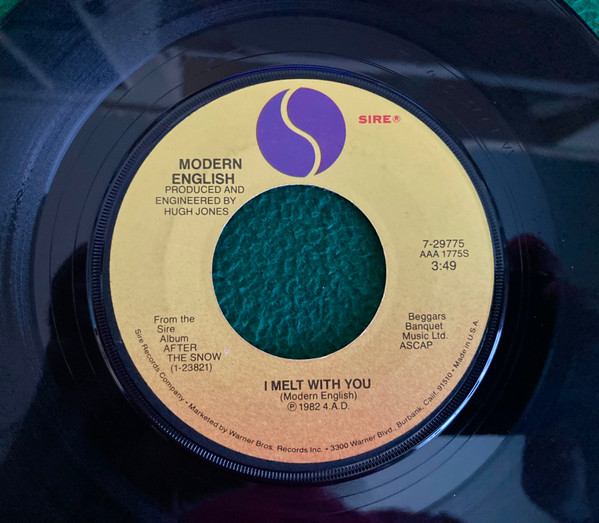 SIRE®
MODERN
ENGLISH
PRODUCED AND
ENGINEERED BY
HUGH JONES
7-29775
AAA 1775S
3:49
From the
Sire
Album
AFTER
THE SNOW
(1-23821)
Beggars
Banquet
Music Ltd.
ASCAP
I MELT WITH YOU
(Modern English)
Ⓟ 1982 4.A.D.
Sire Records Company • Marketed by Warner Bros. Records Inc. • 3300 Warner Blvd., Burbank, Calif. 91510 • Made in U.S.A.